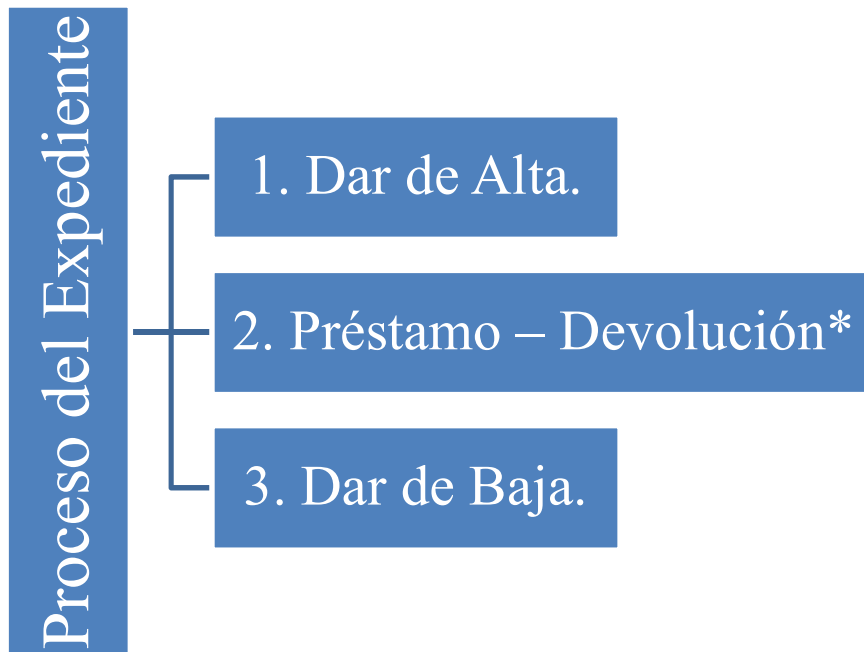 Proceso del Expediente
1. Dar de Alta.
2. Préstamo – Devolución*
3. Dar de Baja.